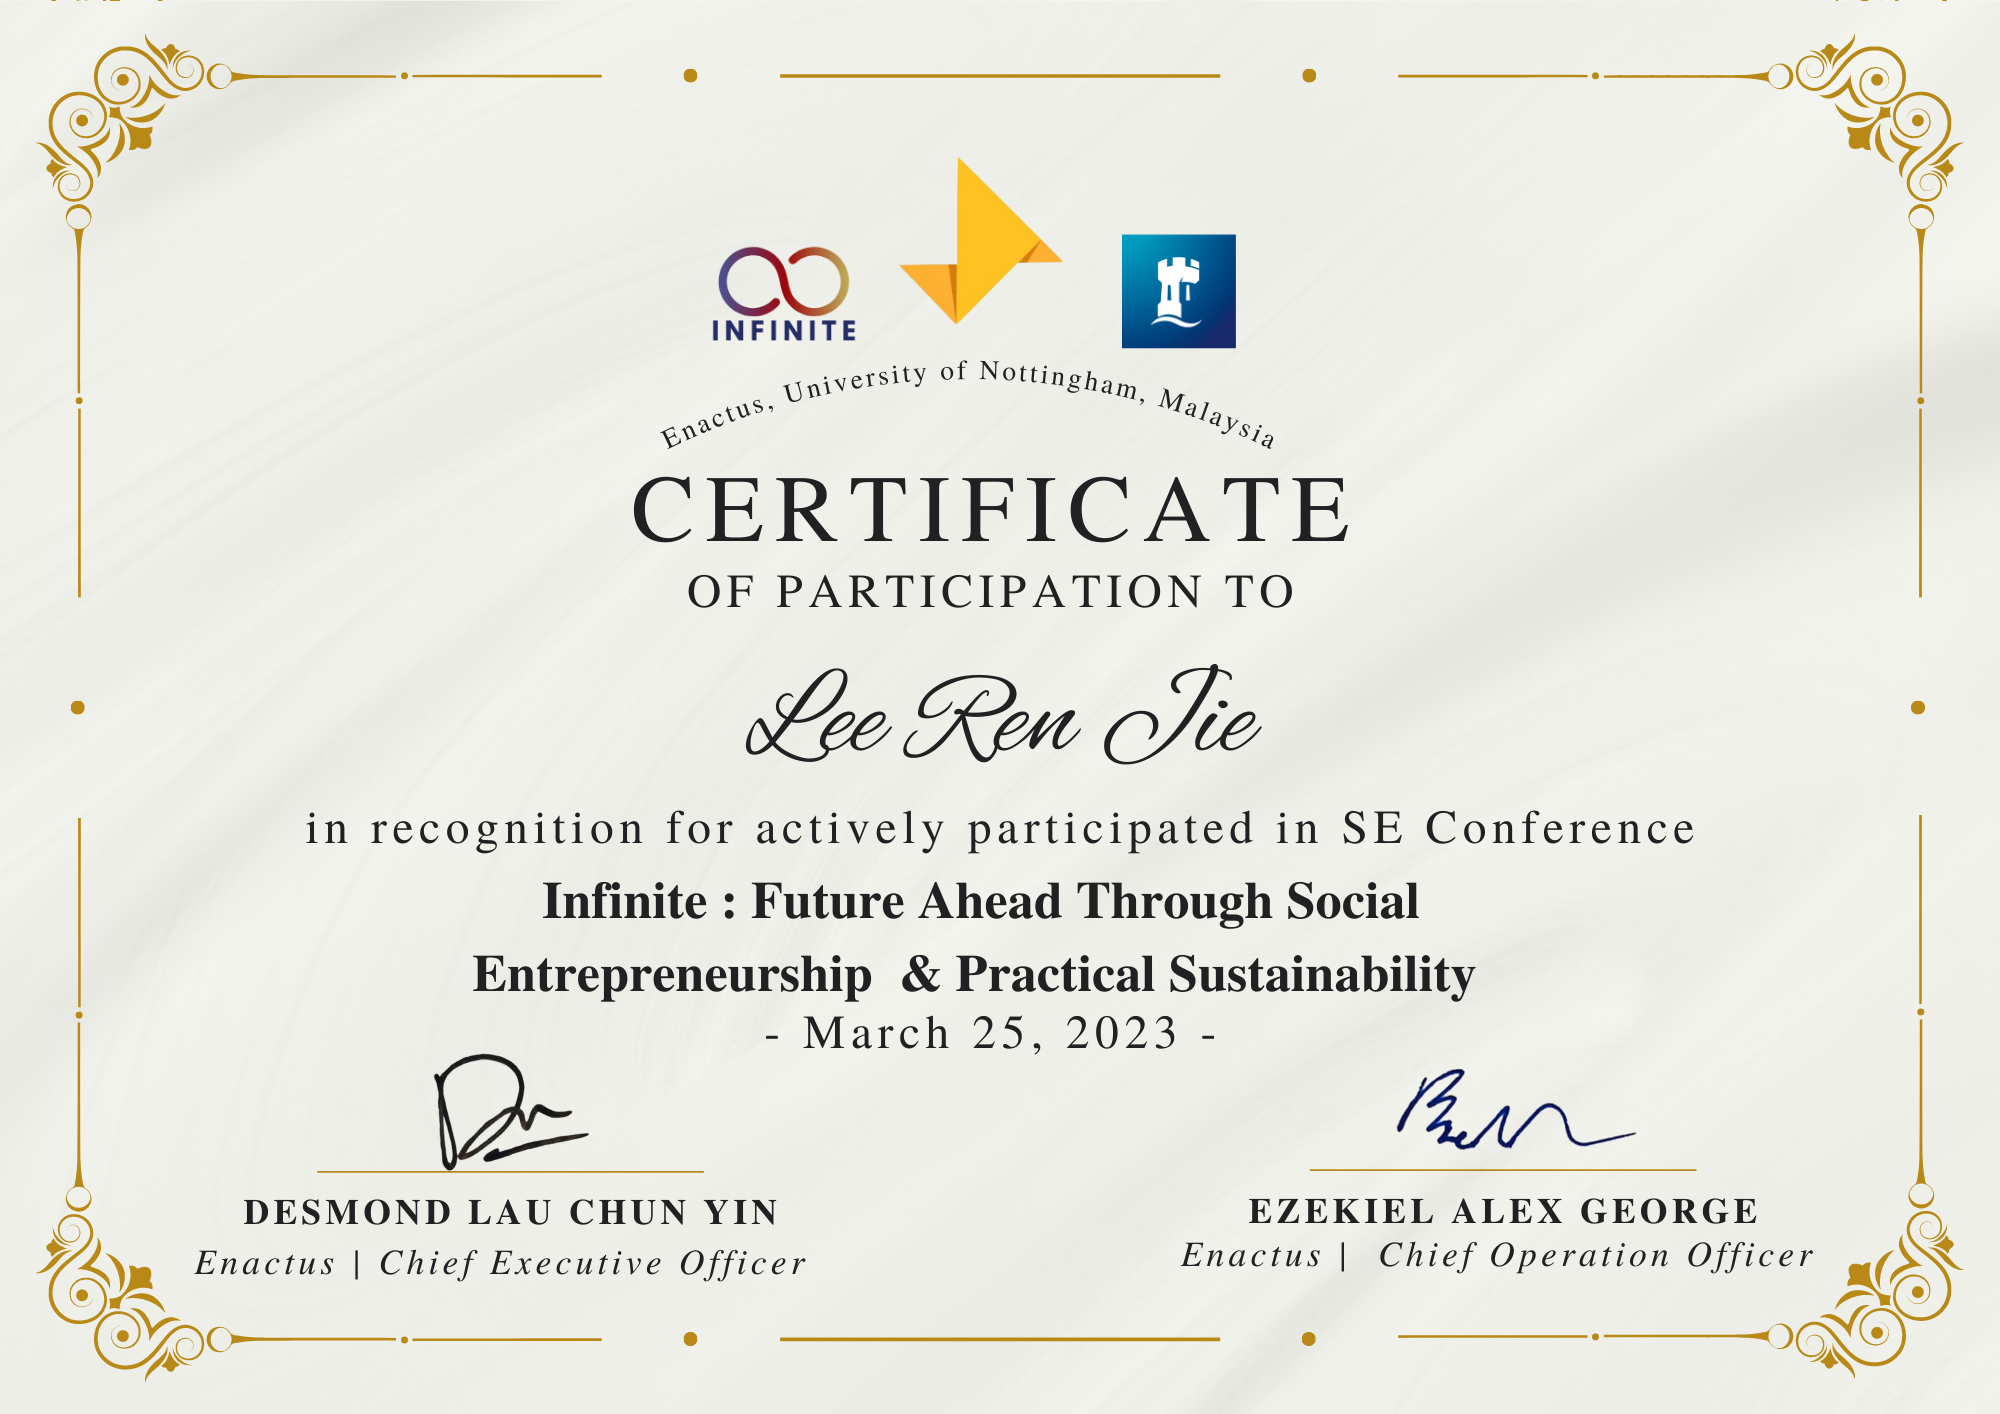 INFINITE
Enactus, University of Nottingham, Malaysia
CERTIFICATE
OF PARTICIPATION TO
Lee Ren Jie
in recognition for actively participated in SE Conference
Infinite : Future Ahead Through Social
Entrepreneurship & Practical Sustainability
- March 25, 2023 -
DESMOND LAU CHUN YIN
Enactus | Chief Executive Officer
EZEKIEL ALEX GEORGE
Enactus | Chief Operation Officer